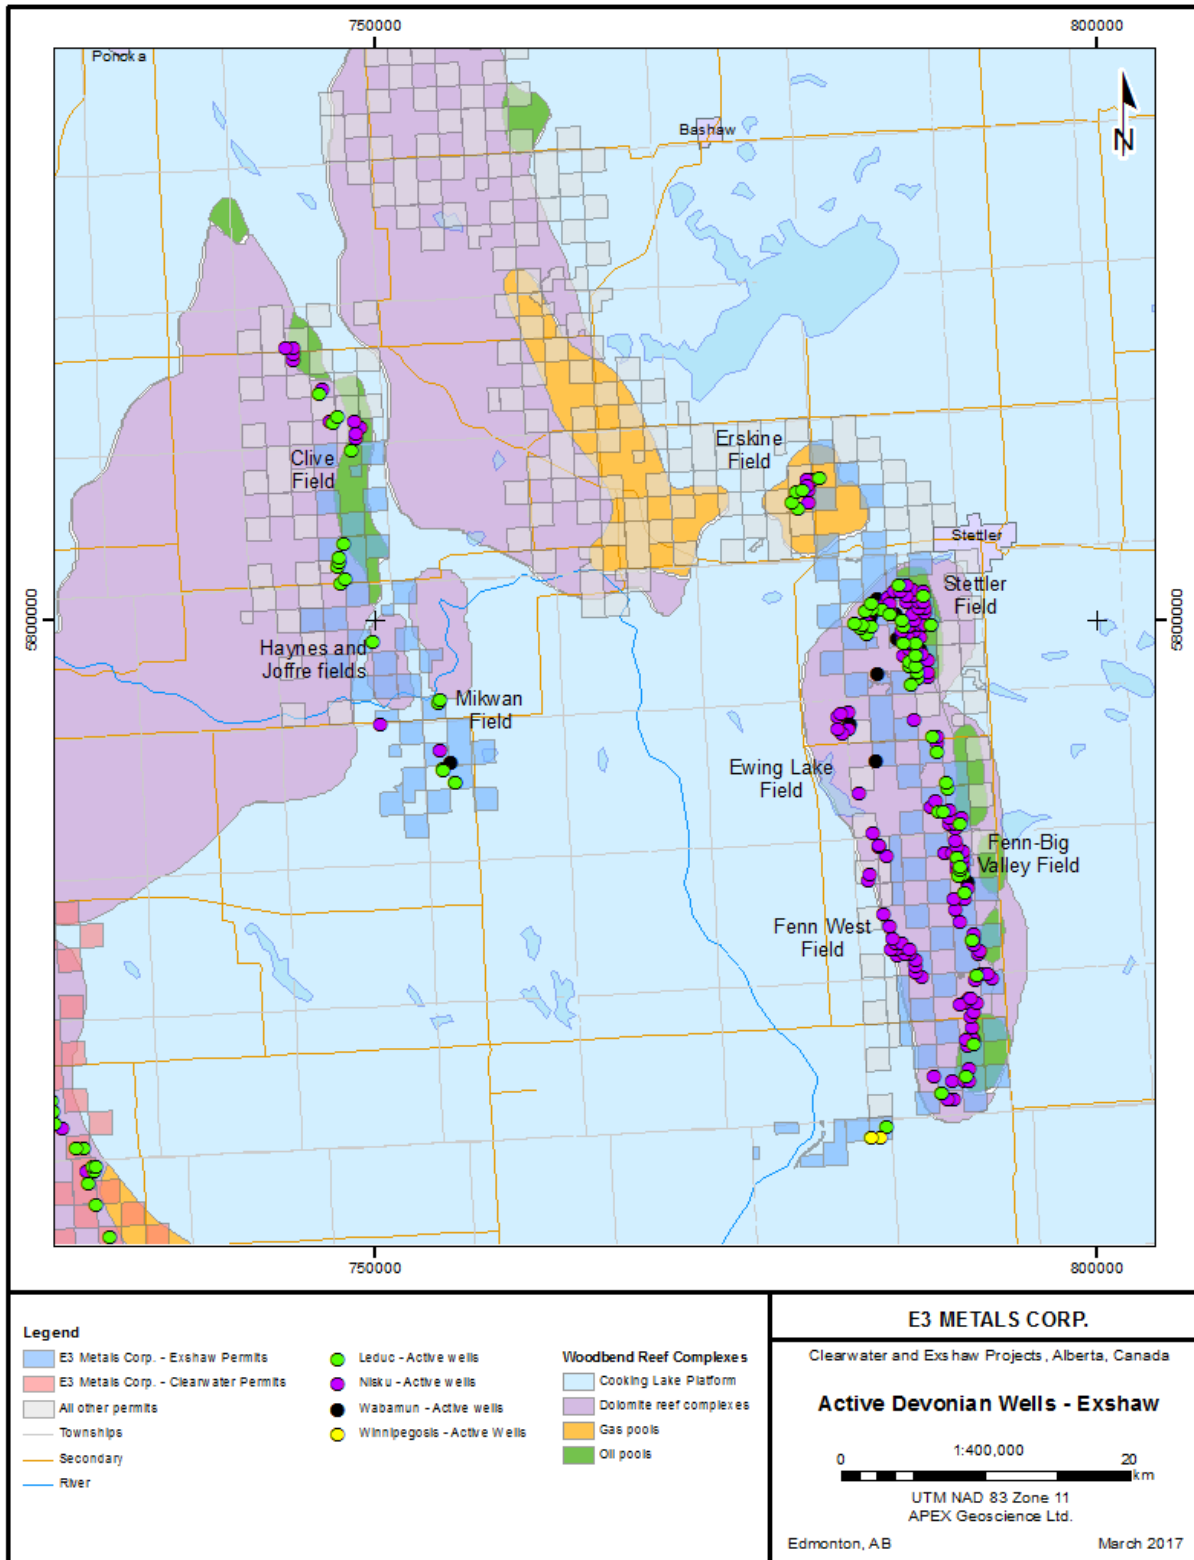 750000
800000
Ponoka
Bashaw
N
Erskine
Field
Clive
Field
Stettler
Stettler
Field
5800000
5800000
Haynes and
Joffre fields
Mikwan
Field
Ewing Lake
Field
Fenn-Big
Valley Field
Fenn West
Field
750000
800000
Legend
E3 Metals Corp. - Exshaw Permits
E3 Metals Corp. - Clearwater Permits
All other permits
Townships
Secondary
River
Leduc - Active wells
Nisku - Active wells
Wabamun - Active wells
Winnipegosis - Active Wells
Woodbend Reef Complexes
Cooking Lake Platform
Dolomite reef complexes
Gas pools
Oil pools
E3 METALS CORP.
Clearwater and Exshaw Projects, Alberta, Canada
Active Devonian Wells - Exshaw
1:400,000
0 20
km
UTM NAD 83 Zone 11
APEX Geoscience Ltd.
Edmonton, AB March 2017